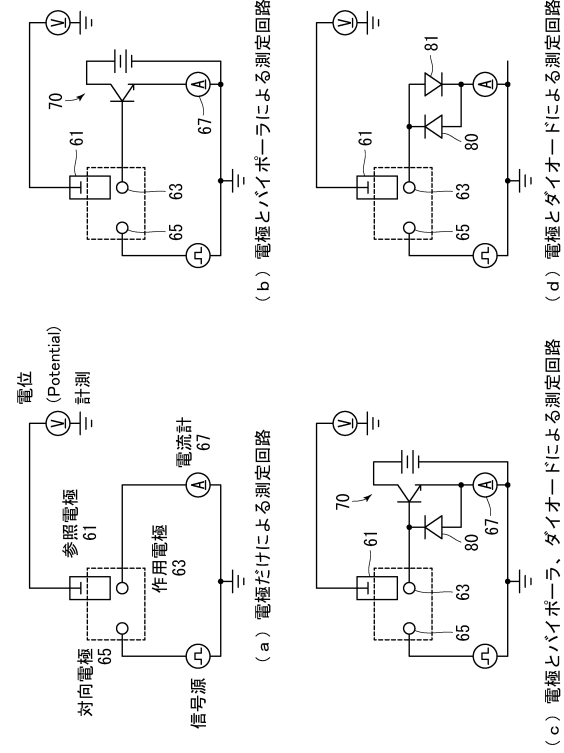 電位
(Potential)
計測
V
参照電極
61
電流計
67
A
作用電極
63
対向電極
65
信号源
(a) 電極だけによる測定回路
V
61
70
A
67
63
65
(b) 電極とバイポーラによる測定回路
V
61
70
A
67
80
63
65
(c) 電極とバイポーラ、ダイオードによる測定回路
V
61
81
A
80
63
65
(d) 電極とダイオードによる測定回路